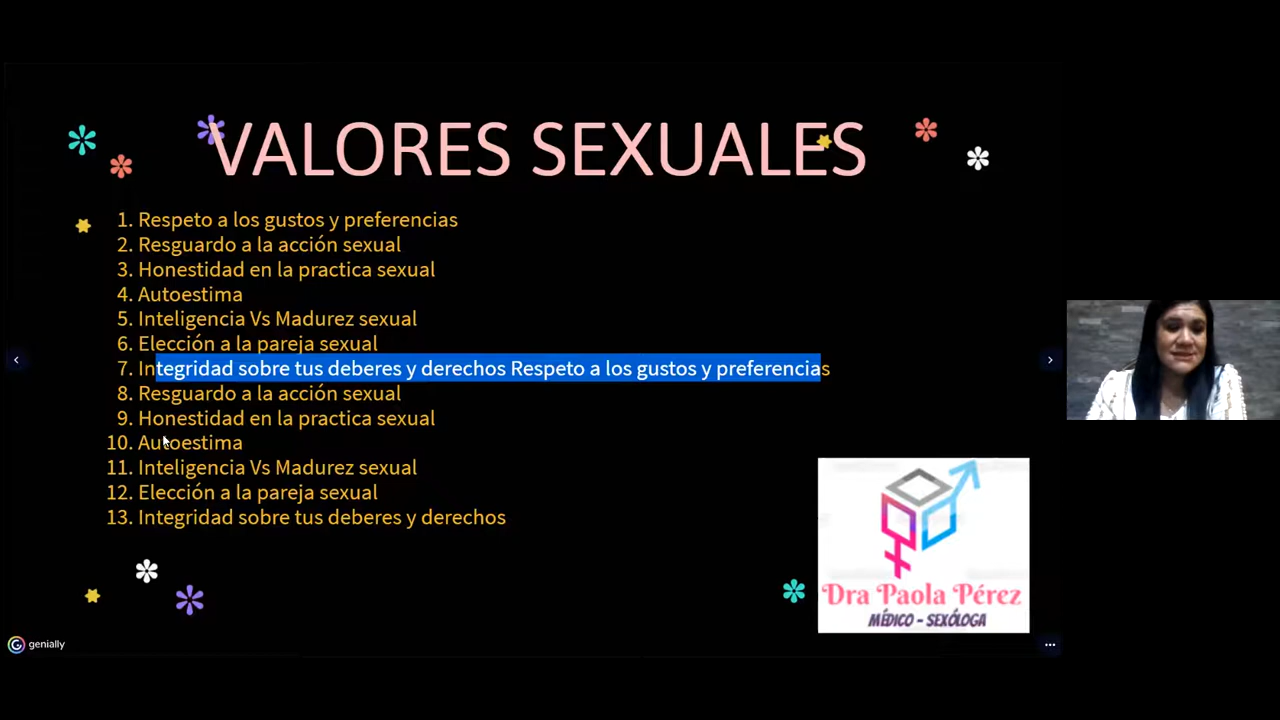 VALORES SEXUALES
1. Respeto a los gustos y preferencias
2. Resguardo a la acción sexual
3. Honestidad en la practica sexual
4. Autoestima
5. Inteligencia Vs Madurez sexual
6. Elección a la pareja sexual
7. Integridad sobre tus deberes y derechos Respeto a los gustos y preferencias
8. Resguardo a la acción sexual
9. Honestidad en la practica sexual
10. Autoestima
11. Inteligencia Vs Madurez sexual
12. Elección a la pareja sexual
13. Integridad sobre tus deberes y derechos
Dra Paola Pérez
MÉDICO - SEXÓLOGA
genially